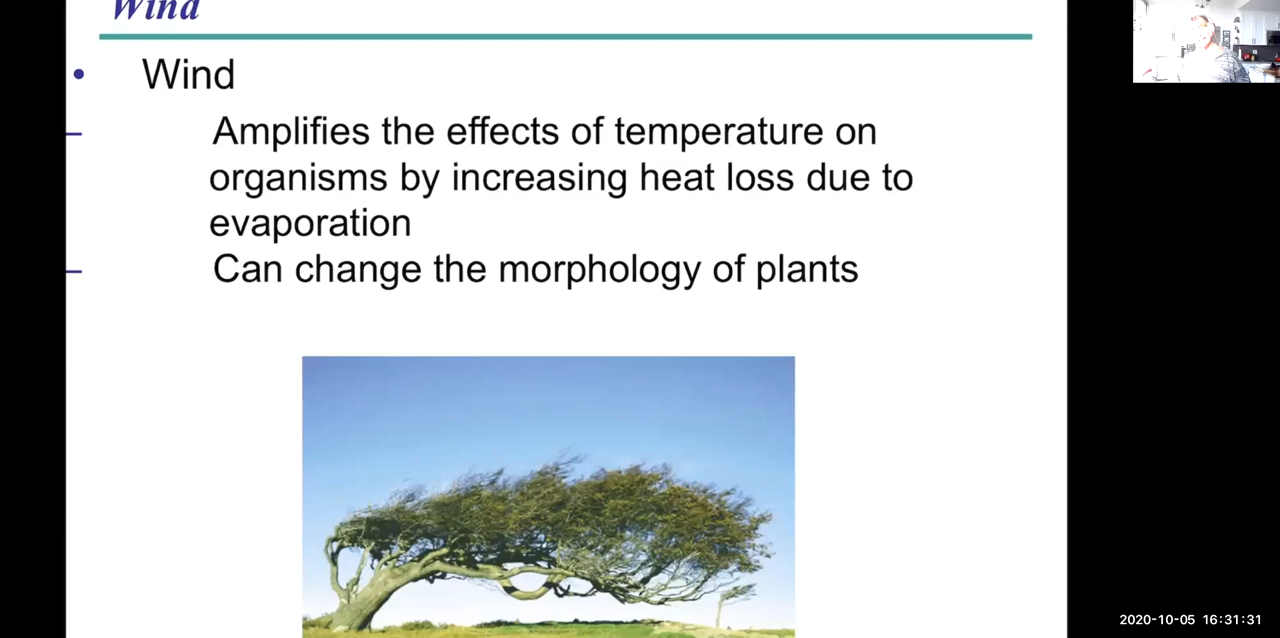 Wind
• Wind
– Amplifies the effects of temperature on
organisms by increasing heat loss due to
evaporation
– Can change the morphology of plants
2020-10-05 16:31:31